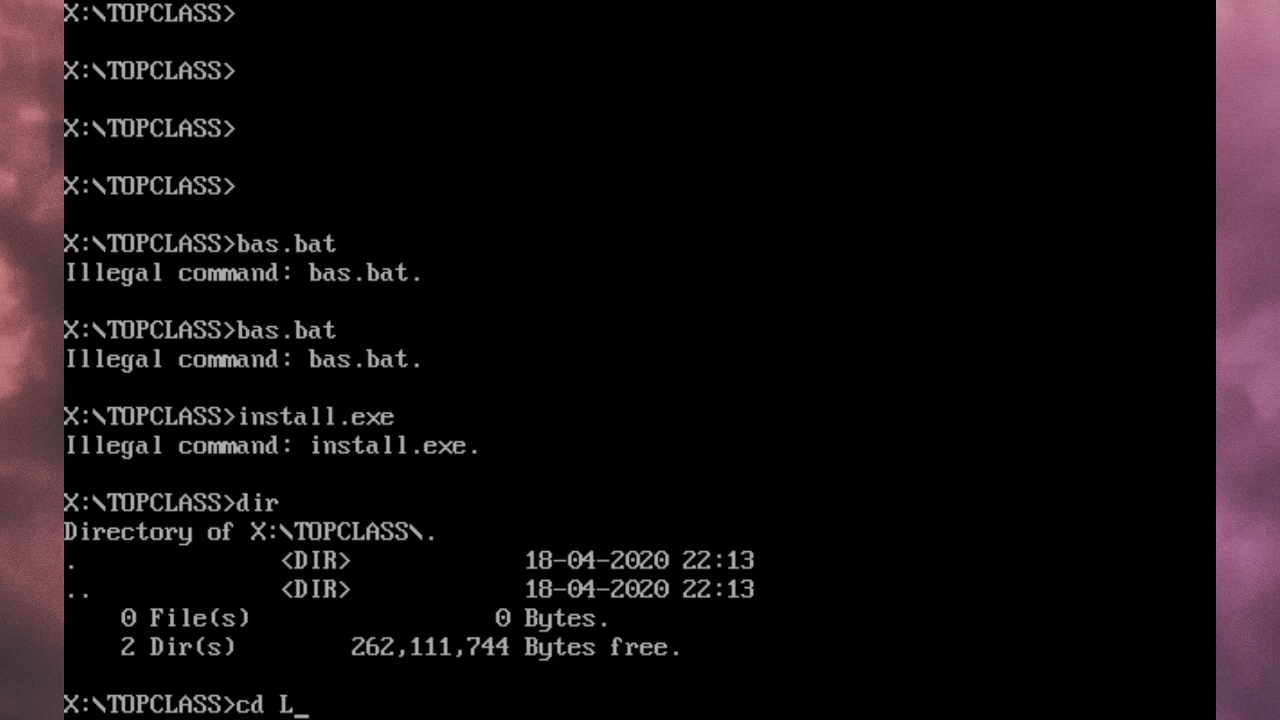 X:\TOPCLASS>
X:\TOPCLASS>
X:\TOPCLASS>
X:\TOPCLASS>
X:\TOPCLASS>bas.bat
Illegal command: bas.bat.
X:\TOPCLASS>bas.bat
Illegal command: bas.bat.
X:\TOPCLASS>install.exe
Illegal command: install.exe.
X:\TOPCLASS>dir
Directory of X:\TOPCLASS\.
. <DIR> 18-04-2020 22:13
.. <DIR> 18-04-2020 22:13
0 File(s) 0 Bytes.
2 Dir(s) 262,111,744 Bytes free.
X:\TOPCLASS>cd L_